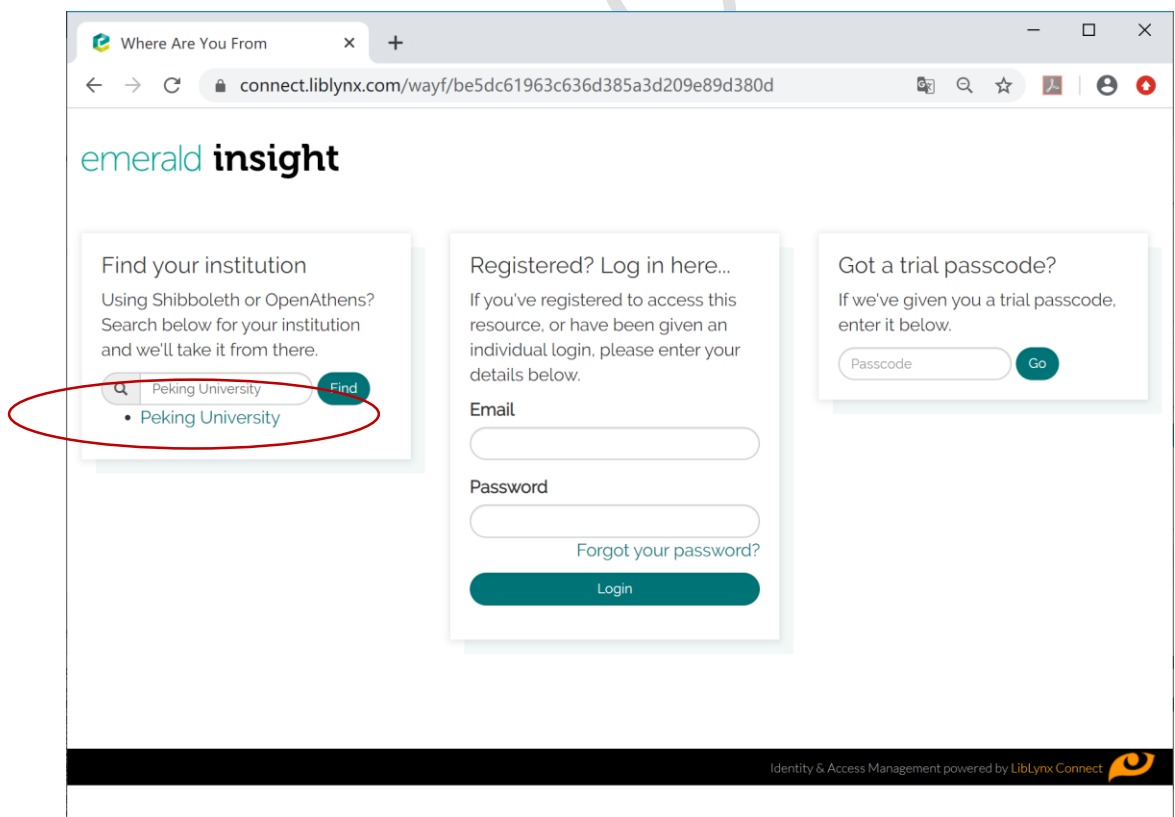 Where Are You From
connect.liblynx.com/wayf/be5dc61963c636d385a3d209e89d380d
emerald insight
Find your institution
Using Shibboleth or OpenAthens?
Search below for your institution
and we'll take it from there.
Peking University
Find
Peking University
Registered? Log in here...
If you've registered to access this
resource, or have been given an
individual login, please enter your
details below.
Email
Password
Forgot your password?
Login
Got a trial passcode?
If we've given you a trial passcode,
enter it below.
Passcode
Go
Identity & Access Management powered by LibLynx Connect